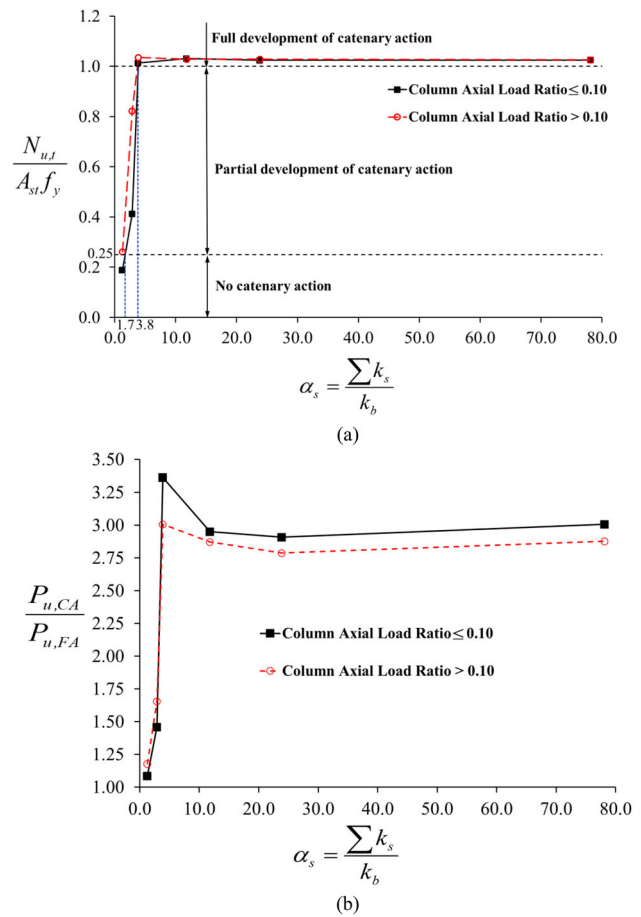 1.2
Full development of catenary action
1.0
Column Axial Load Ratio ≤ 0.10
0.8
Column Axial Load Ratio > 0.10
N_{u,t}
A_{st} f_y
0.6
Partial development of catenary action
0.4
0.25
0.2
No catenary action
0.0
0.0 1.7 3.8 10.0 20.0 30.0 40.0 50.0 60.0 70.0 80.0
α_s = ∑ k_s
k_b
(a)
3.50
3.25
3.00
2.75
2.50
P_{u,CA}
P_{u,FA}
2.25
Column Axial Load Ratio ≤ 0.10
2.00
Column Axial Load Ratio > 0.10
1.75
1.50
1.25
1.00
0.0 10.0 20.0 30.0 40.0 50.0 60.0 70.0 80.0
α_s = ∑ k_s
k_b
(b)